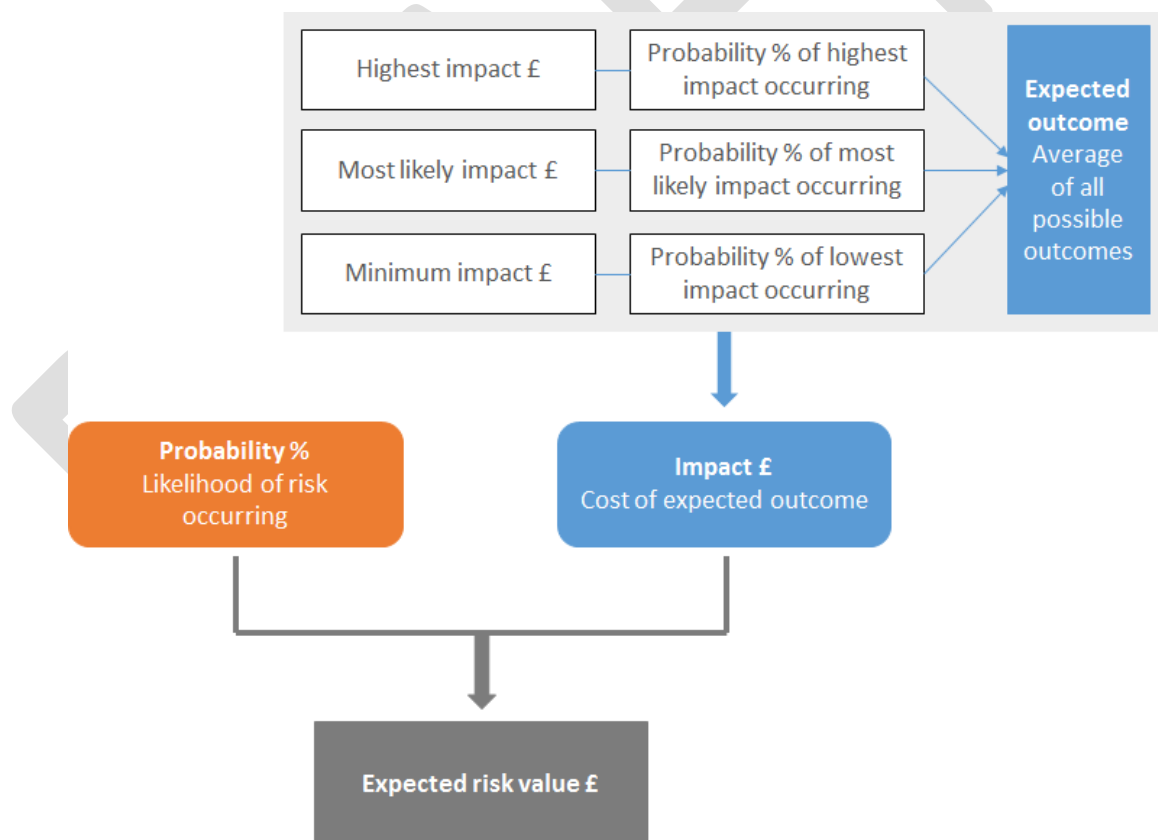 Highest impact £
Probability % of highest
impact occurring
Most likely impact £
Probability % of most
likely impact occurring
Minimum impact £
Probability % of lowest
impact occurring
Expected
outcome
Average
of all
possible
outcomes
Probability %
Likelihood of risk
occurring
Impact £
Cost of expected outcome
Expected risk value £